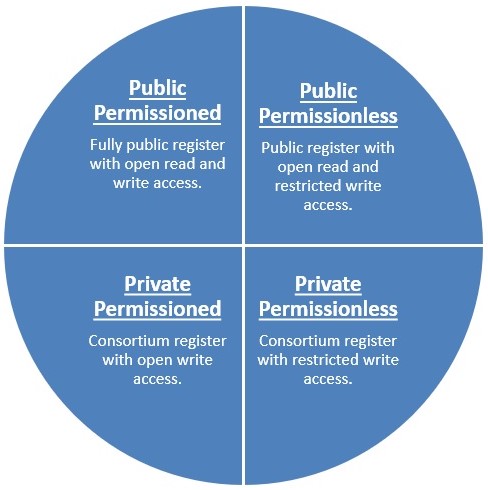 Public
Permissioned
Fully public register
with open read and
write access.
Public
Permissionless
Public register with
open read and
restricted write
access.
Private
Permissioned
Consortium register
with open write
access.
Private
Permissionless
Consortium register
with restricted write
access.